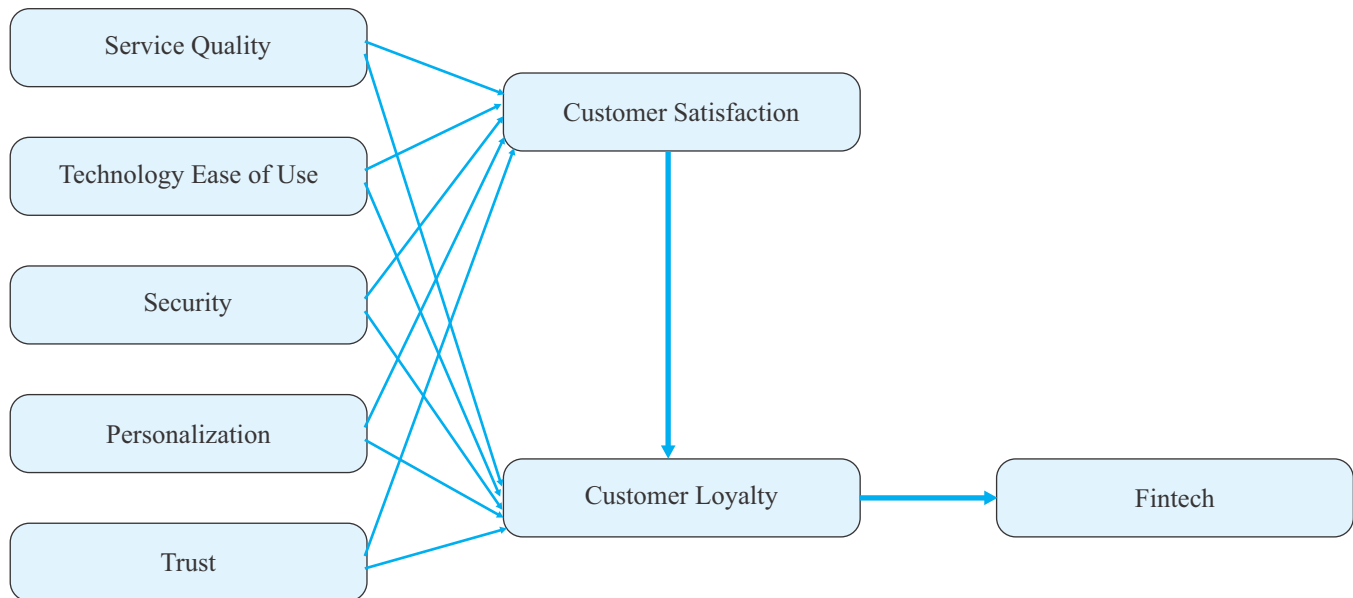 Service Quality
Customer Satisfaction
Technology Ease of Use
Security
Personalization
Customer Loyalty
Fintech
Trust